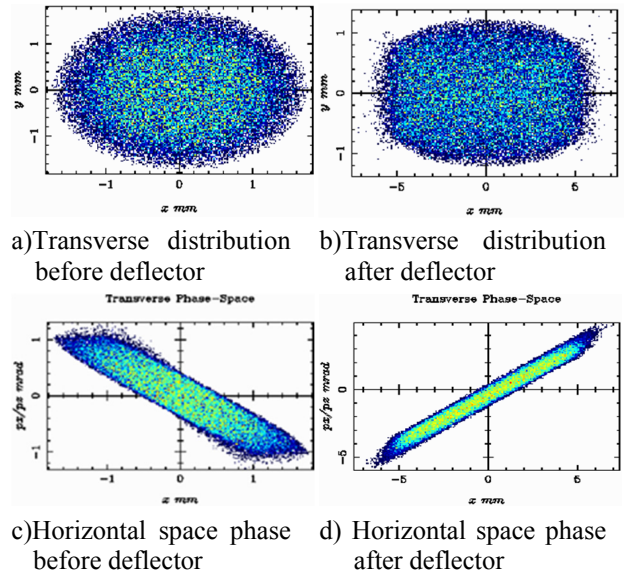 1
0
-1
y mm
-1
0
1
x mm
1
0
-1
y mm
-5
0
5
x mm
a)Transverse distribution before deflector
b)Transverse distribution after deflector
Transverse Phase-Space
1
0
-1
px/pz mrad
-1
0
1
x mm
Transverse Phase-Space
0
-5
px/pz mrad
-5
0
5
x mm
c)Horizontal space phase before deflector
d) Horizontal space phase after deflector